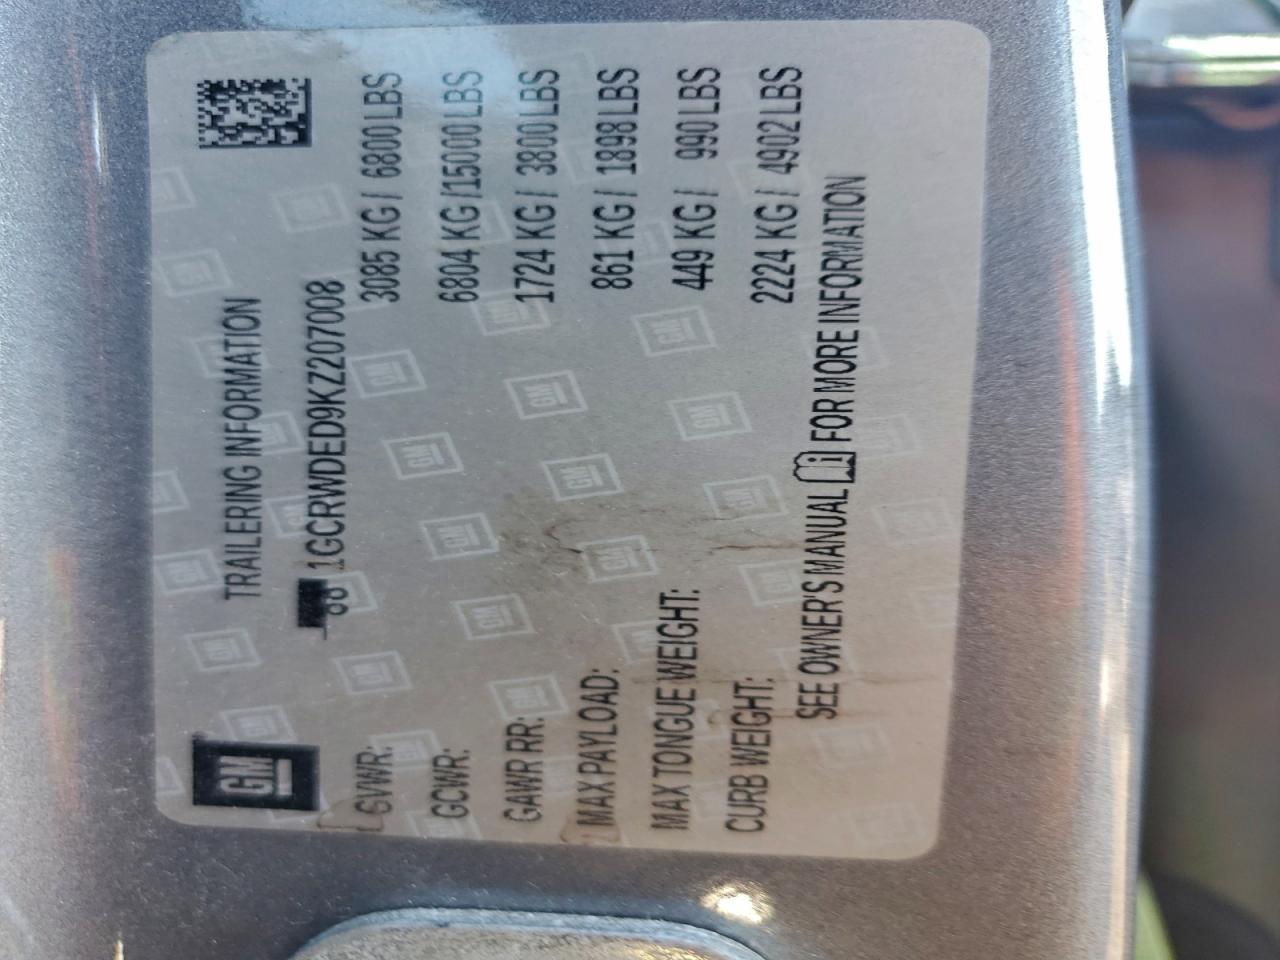 GM
TRAILERING INFORMATION
1GCRWDED9KZ207008
GVWR: 3085 KG / 6800 LBS
GCWR: 6804 KG /15000 LBS
GAWR RR: 1724 KG / 3800 LBS
MAX PAYLOAD: 861 KG / 1898 LBS
MAX TONGUE WEIGHT: 449 KG / 990 LBS
CURB WEIGHT: 2224 KG / 4902 LBS
SEE OWNER'S MANUAL FOR MORE INFORMATION